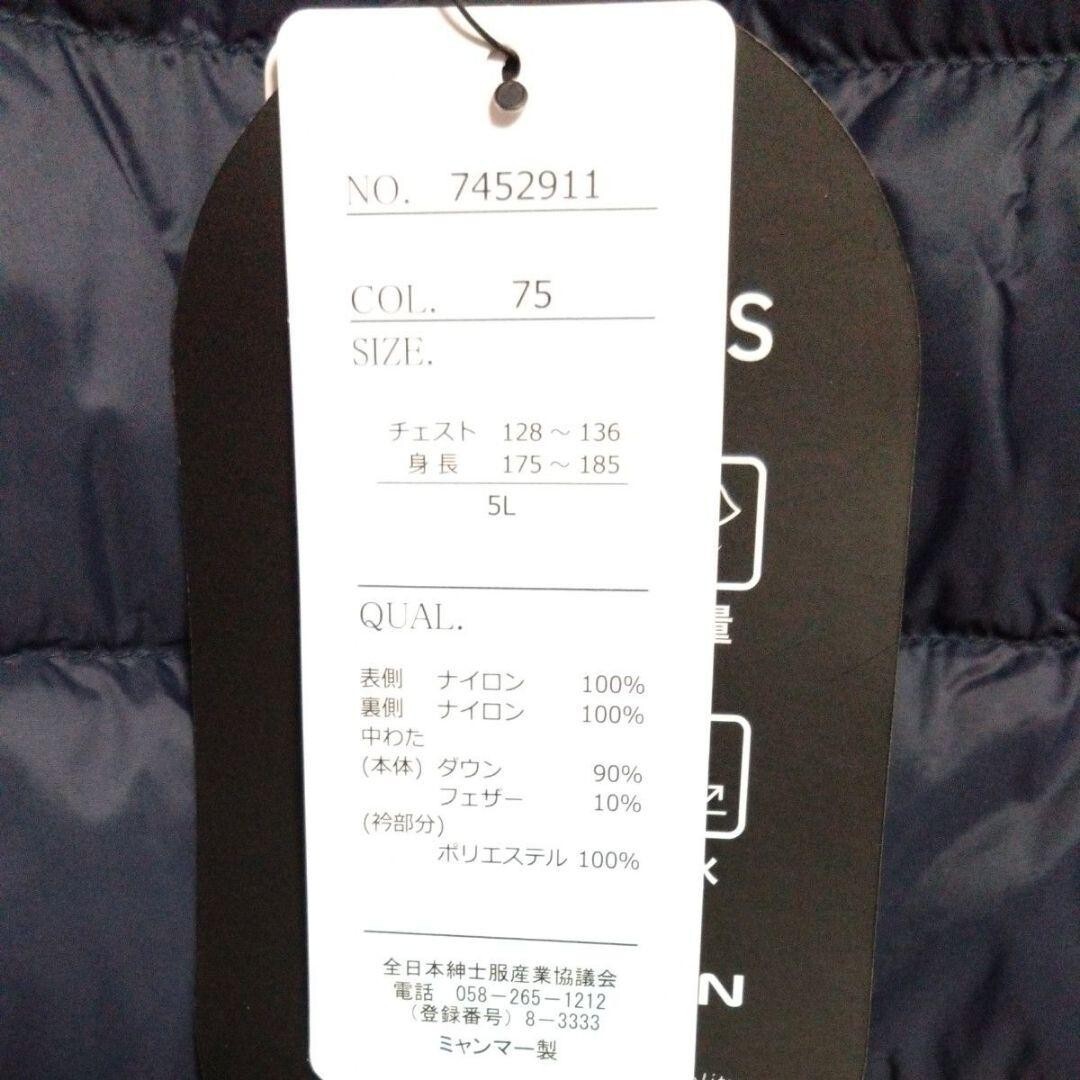 NO. 7452911
COL. 75
SIZE.
チェスト 128～136
身長 175～185
5L
QUAL.
表側 ナイロン 100%
裏側 ナイロン 100%
中わた
(本体) ダウン 90%
フェザー 10%
(衿部分)
ポリエステル 100%
全日本紳士服産業協議会
電話 058－265－1212
（登録番号）8－3333
ミャンマー製
S
量
N